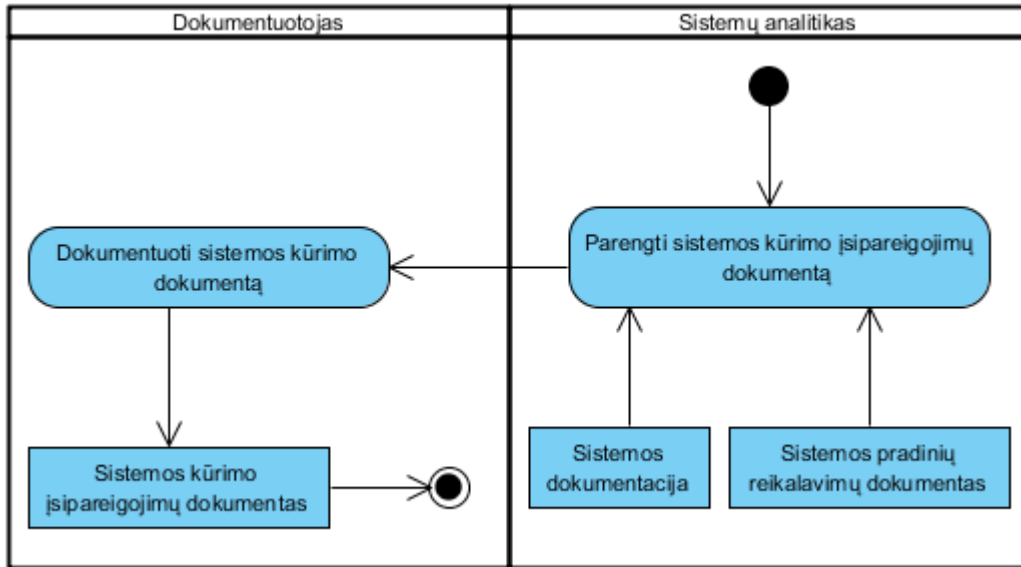 Dokumentuotojas
Sistemų analitikas
Parengti sistemos kūrimo įsipareigojimų
dokumentą
Dokumentuoti sistemos kūrimo
dokumentą
Sistemos
dokumentacija
Sistemos pradinių
reikalavimų dokumentas
Sistemos kūrimo
įsipareigojimų dokumentas